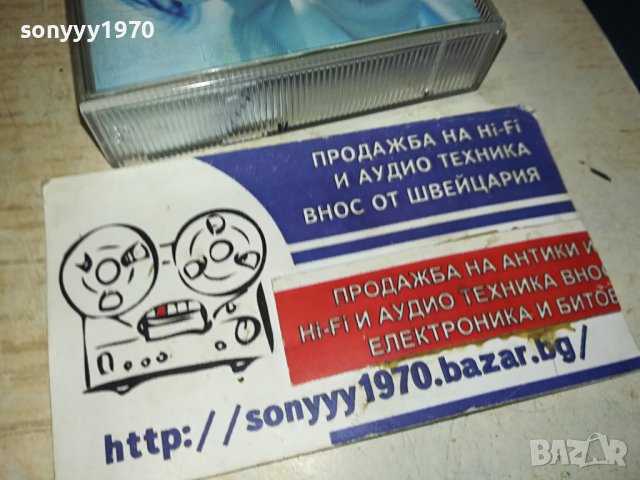 sonyyy1970
ПРОДАЖБА НА Hi-Fi
И АУДИО ТЕХНИКА
ВНОС ОТ ШВЕЙЦАРИЯ
ПРОДАЖБА НА АНТИКИ И
Hi-Fi И АУДИО ТЕХНИКА ВНОС
ЕЛЕКТРОНИКА И БИТОВ
http://sonyyy1970.bazar.bg/
BAZAR